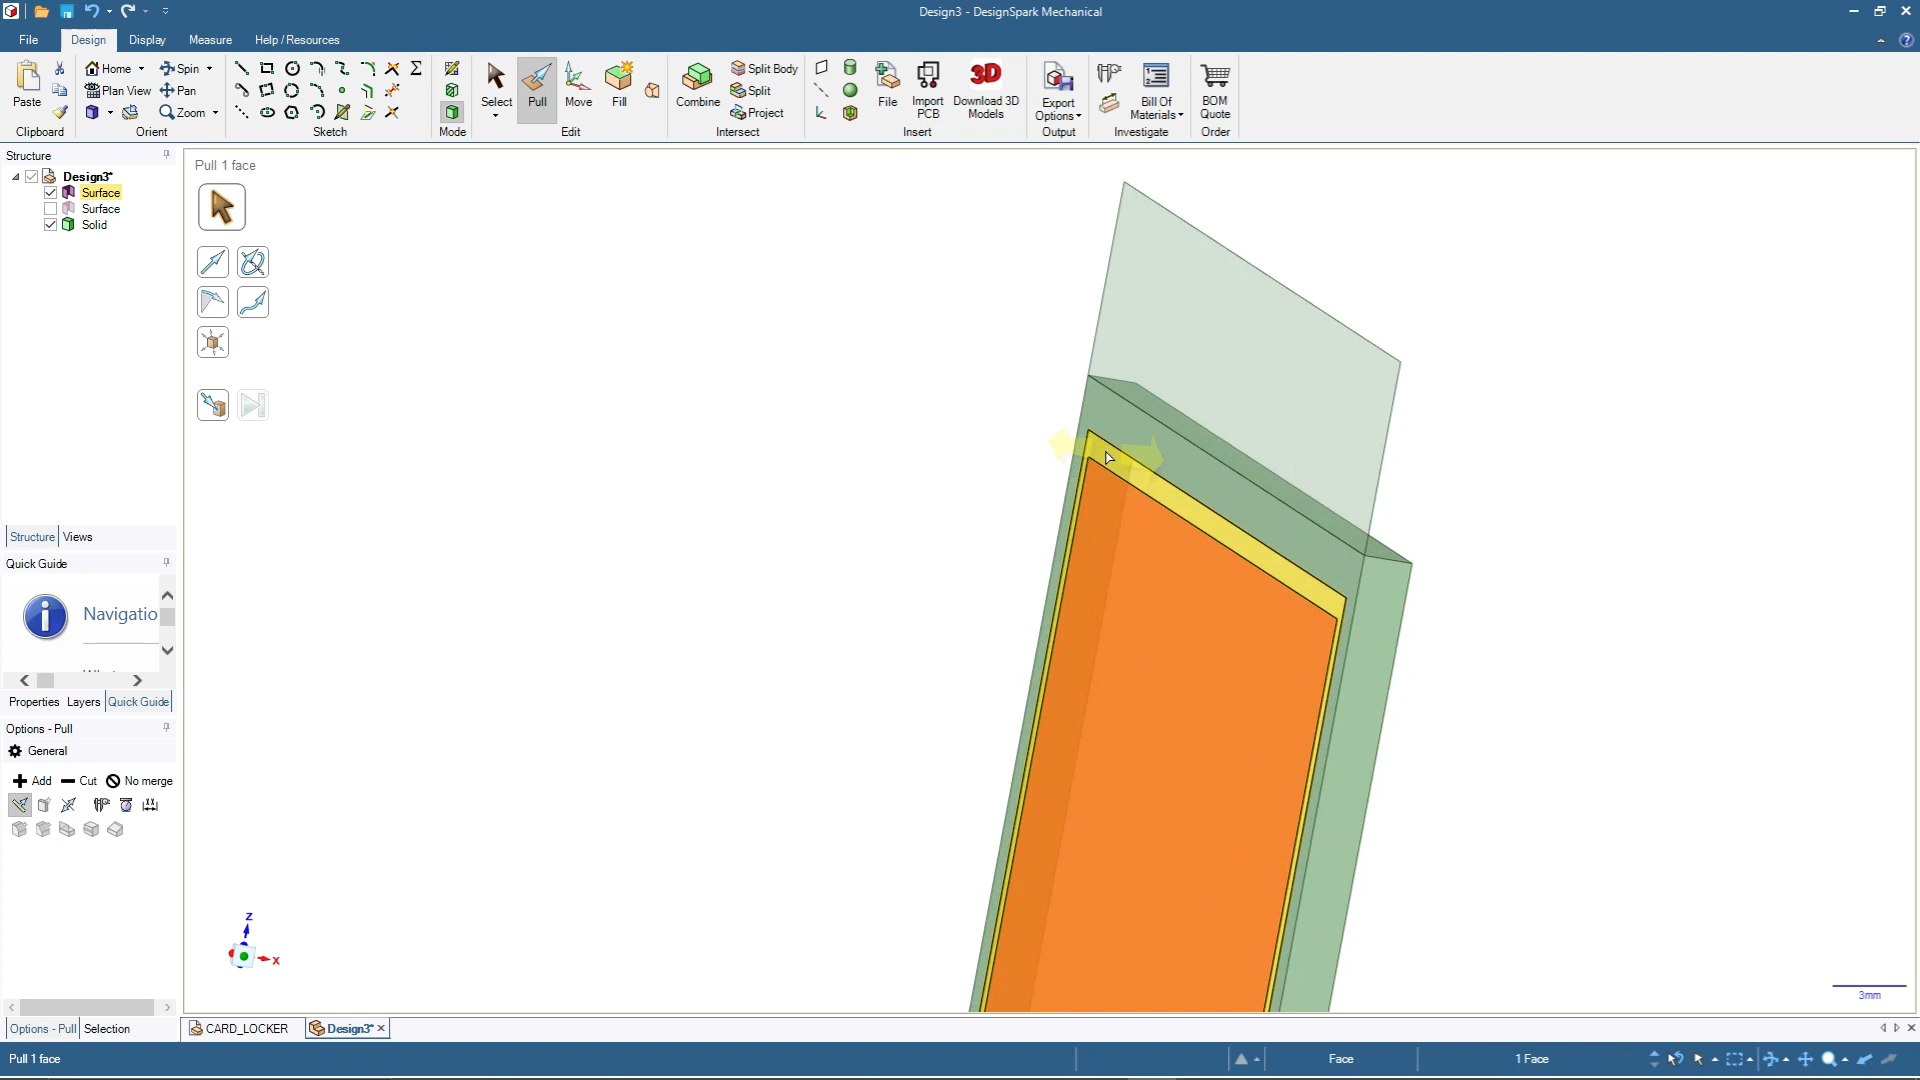 Design3 - DesignSpark Mechanical
File Design Display Measure Help / Resources
Paste
Clipboard
Home Spin
Plan View Pan
Zoom
Orient
Sketch
Mode
Select Pull Move Fill
Edit
Combine
Split Body
Split
Project
Intersect
File Import PCB Download 3D Models
3D
Insert
Export Options
Output
Bill Of Materials
Investigate
BOM Quote
Order
Structure
Design3*
Surface
Surface
Solid
Structure Views
Quick Guide
Navigatio
Properties Layers Quick Guide
Options - Pull
General
Add Cut No merge
Options - Pull Selection
Pull 1 face
Z
X
3mm
CARD_LOCKER Design3*
Pull 1 face
Face
1 Face